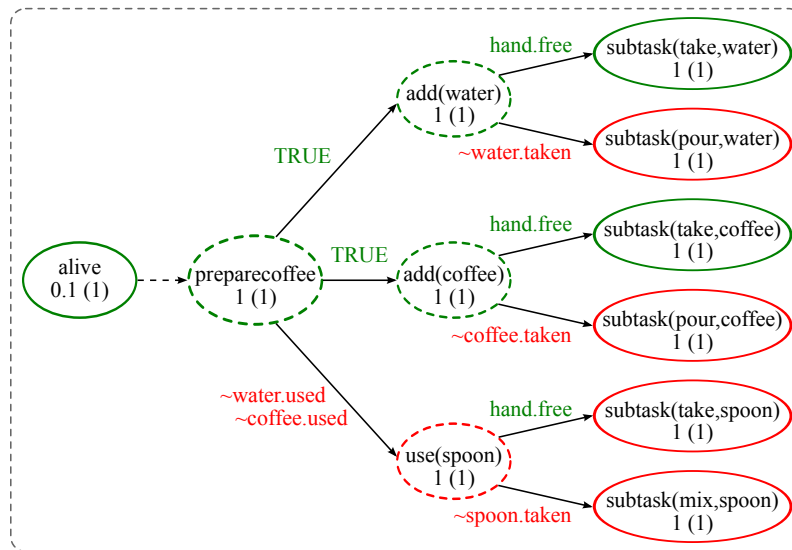 hand.free
subtask(take,water)
1 (1)
add(water)
1 (1)
~water.taken
subtask(pour,water)
1 (1)
TRUE
hand.free
subtask(take,coffee)
1 (1)
alive
0.1 (1)
preparecoffee
1 (1)
TRUE
add(coffee)
1 (1)
~coffee.taken
subtask(pour,coffee)
1 (1)
~water.used
~coffee.used
hand.free
subtask(take,spoon)
1 (1)
use(spoon)
1 (1)
~spoon.taken
subtask(mix,spoon)
1 (1)